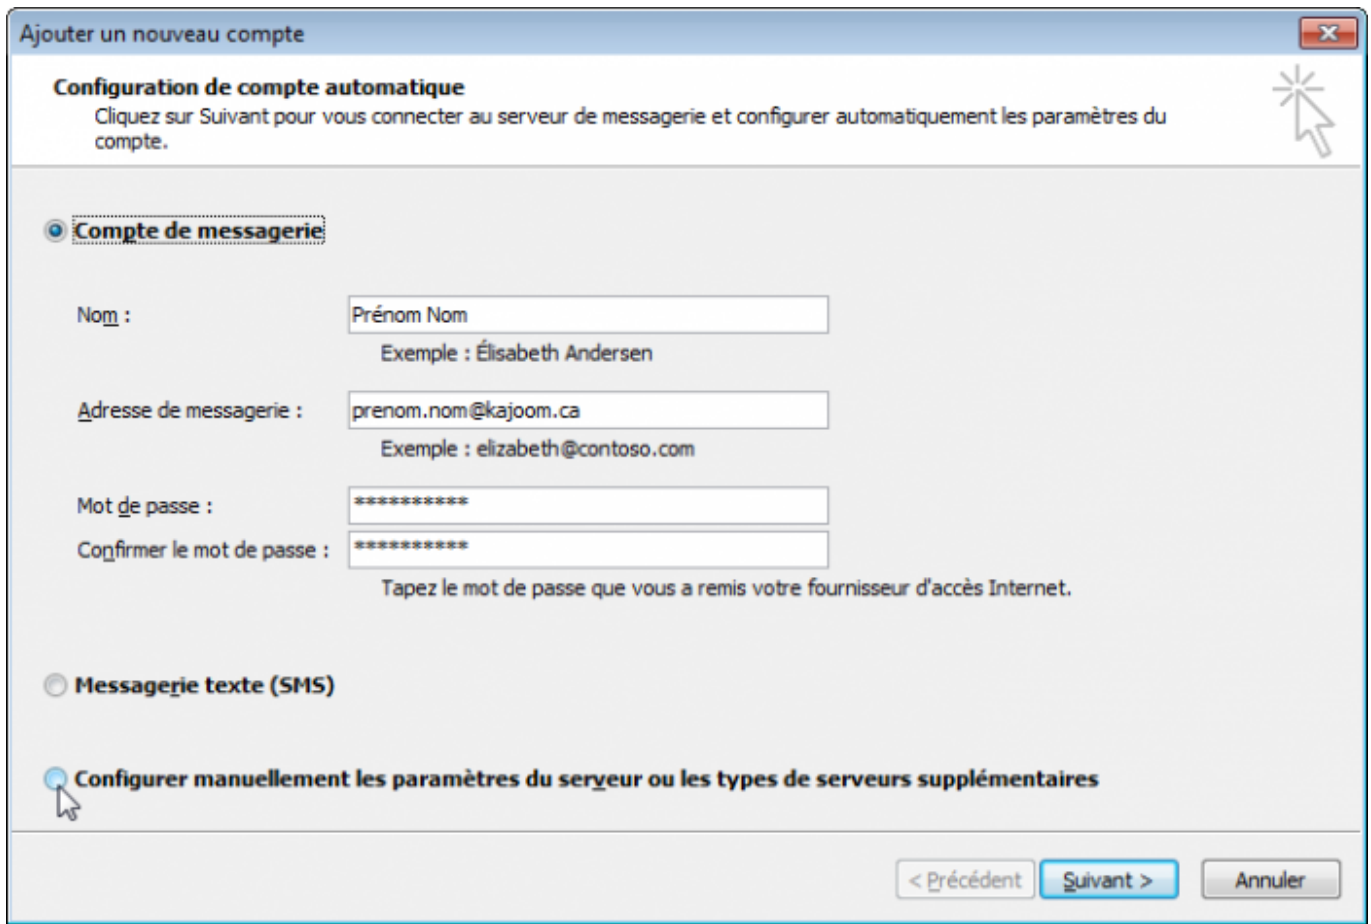 Ajouter un nouveau compte
Configuration de compte automatique
Cliquez sur Suivant pour vous connecter au serveur de messagerie et configurer automatiquement les paramètres du
compte.
Compte de messagerie
Nom : Prénom Nom
Exemple : Élisabeth Andersen
Adresse de messagerie : prenom.nom@kajoom.ca
Exemple : elizabeth@contoso.com
Mot de passe : **********
Confirmer le mot de passe : **********
Tapez le mot de passe que vous a remis votre fournisseur d'accès Internet.
Messagerie texte (SMS)
Configurer manuellement les paramètres du serveur ou les types de serveurs supplémentaires
< Précédent Suivant > Annuler